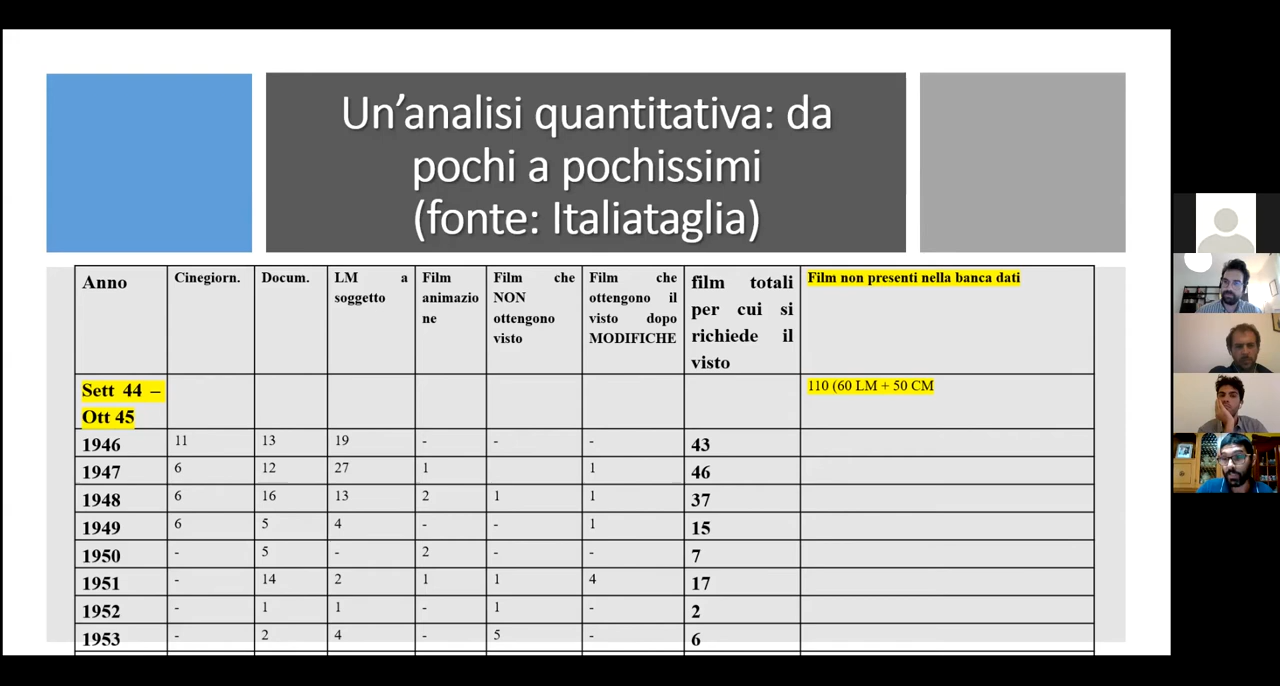 Un'analisi quantitativa: da
pochi a pochissimi
(fonte: Italiataglia)
Anno Cinegiorn. Docum. LM a soggetto Film animazio ne Film che NON ottengono visto Film che ottengono il visto dopo MODIFICHE film totali per cui si richiede il visto Film non presenti nella banca dati
Sett 44 – Ott 45 110 (60 LM + 50 CM
1946 11 13 19 - - - 43
1947 6 12 27 1 1 46
1948 6 16 13 2 1 1 37
1949 6 5 4 - - 1 15
1950 - 5 - 2 - - 7
1951 - 14 2 1 1 4 17
1952 - 1 1 - 1 - 2
1953 - 2 4 - 5 - 6